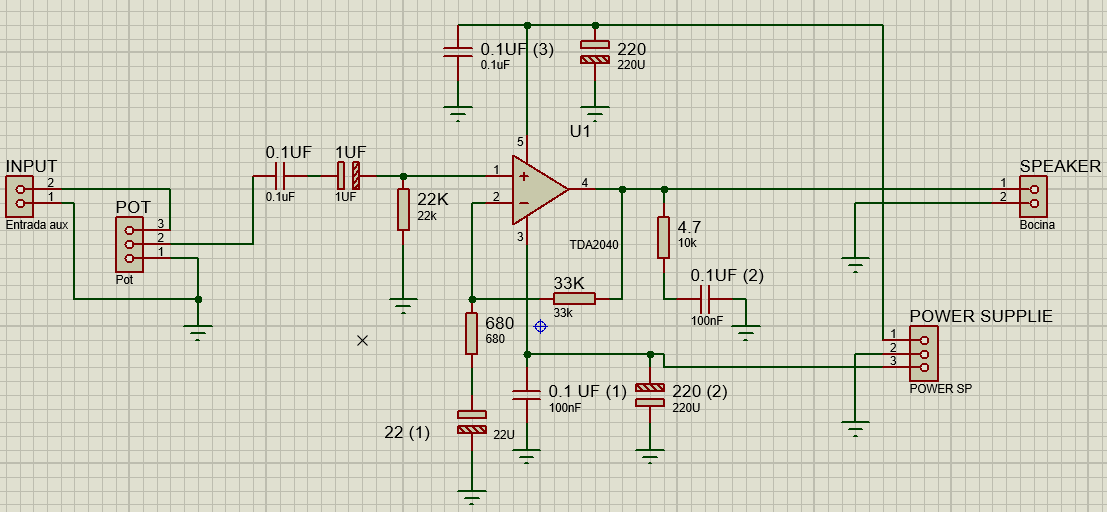 0.1UF (3)
0.1uF
220
220U
5
U1
INPUT
2
1
Entrada aux
POT
3
2
1
Pot
0.1UF
0.1uF
1UF
1UF
22K
22k
1
2
3
4
+
−
TDA2040
4.7
10k
SPEAKER
1
2
Bocina
0.1UF (2)
100nF
33K
33k
680
680
POWER SUPPLIE
1
2
3
POWER SP
0.1 UF (1)
100nF
220 (2)
220U
22 (1)
22U